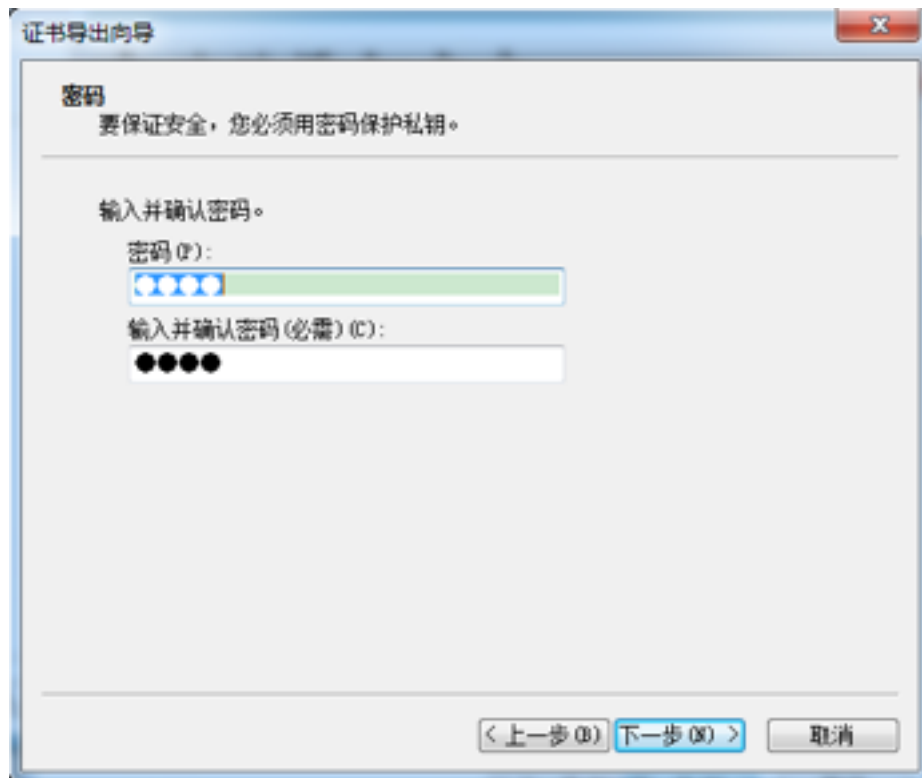 证书导出向导
密码
要保证安全，您必须用密码保护私钥。
输入并确认密码。
密码(P):
●●●●
输入并确认密码(必需)(C):
●●●●
< 上一步(B) 下一步(N) > 取消